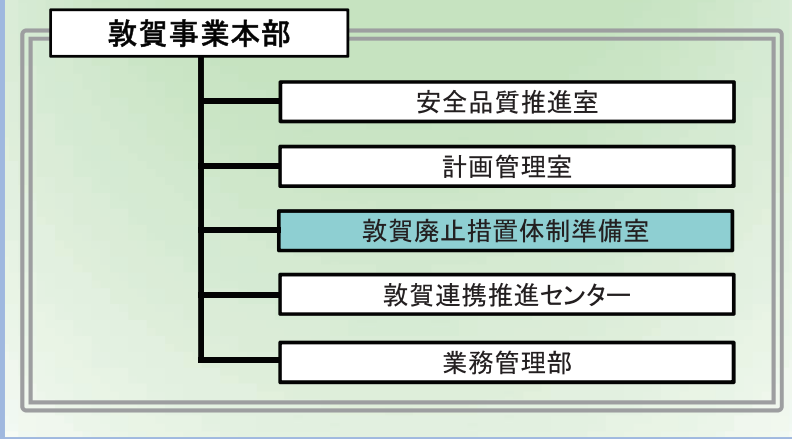 敦賀事業本部
安全品質推進室
計画管理室
敦賀廃止措置体制準備室
敦賀連携推進センター
業務管理部